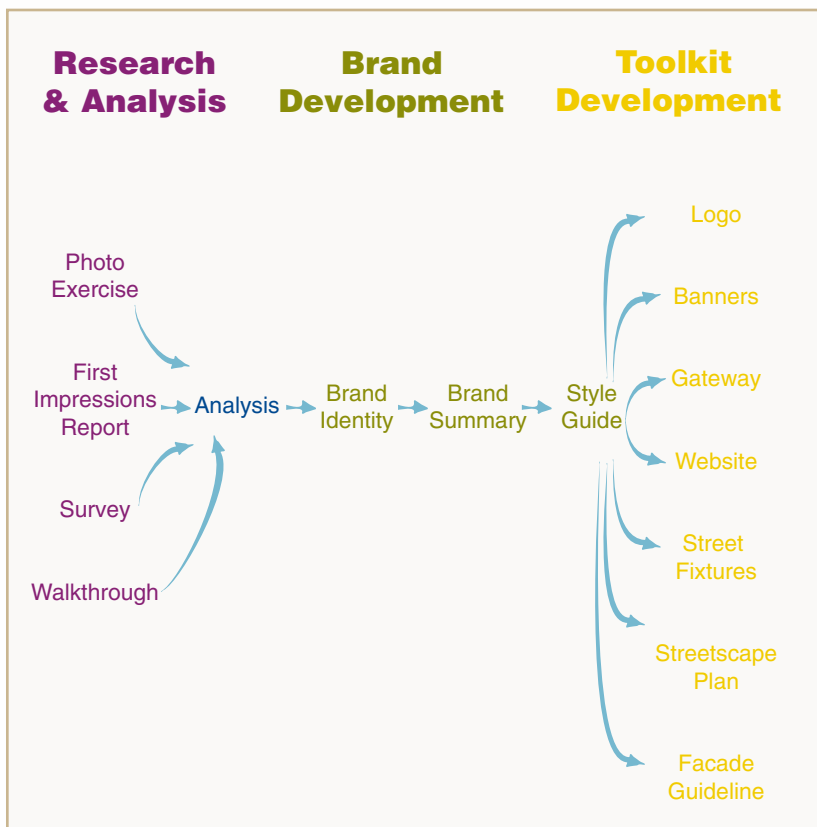 Research
& Analysis
Brand
Development
Toolkit
Development
Photo
Exercise
First
Impressions
Report
Survey
Walkthrough
Analysis
Brand
Identity
Brand
Summary
Style
Guide
Logo
Banners
Gateway
Website
Street
Fixtures
Streetscape
Plan
Facade
Guideline